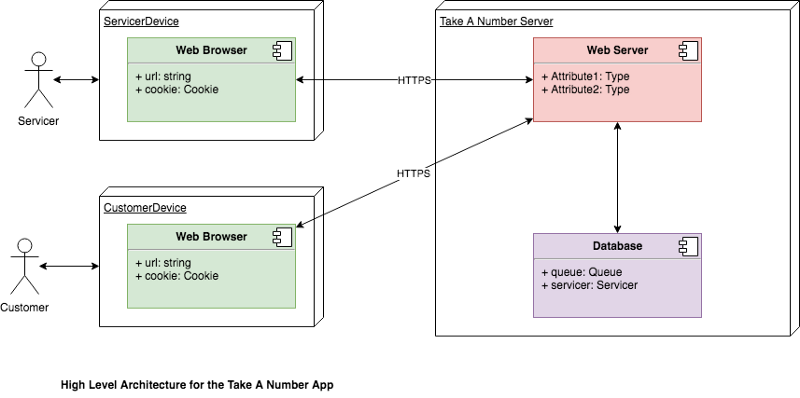 ServicerDevice
Web Browser
+ url: string
+ cookie: Cookie
Servicer
HTTPS
Take A Number Server
Web Server
+ Attribute1: Type
+ Attribute2: Type
HTTPS
CustomerDevice
Web Browser
+ url: string
+ cookie: Cookie
Customer
Database
+ queue: Queue
+ servicer: Servicer
High Level Architecture for the Take A Number App